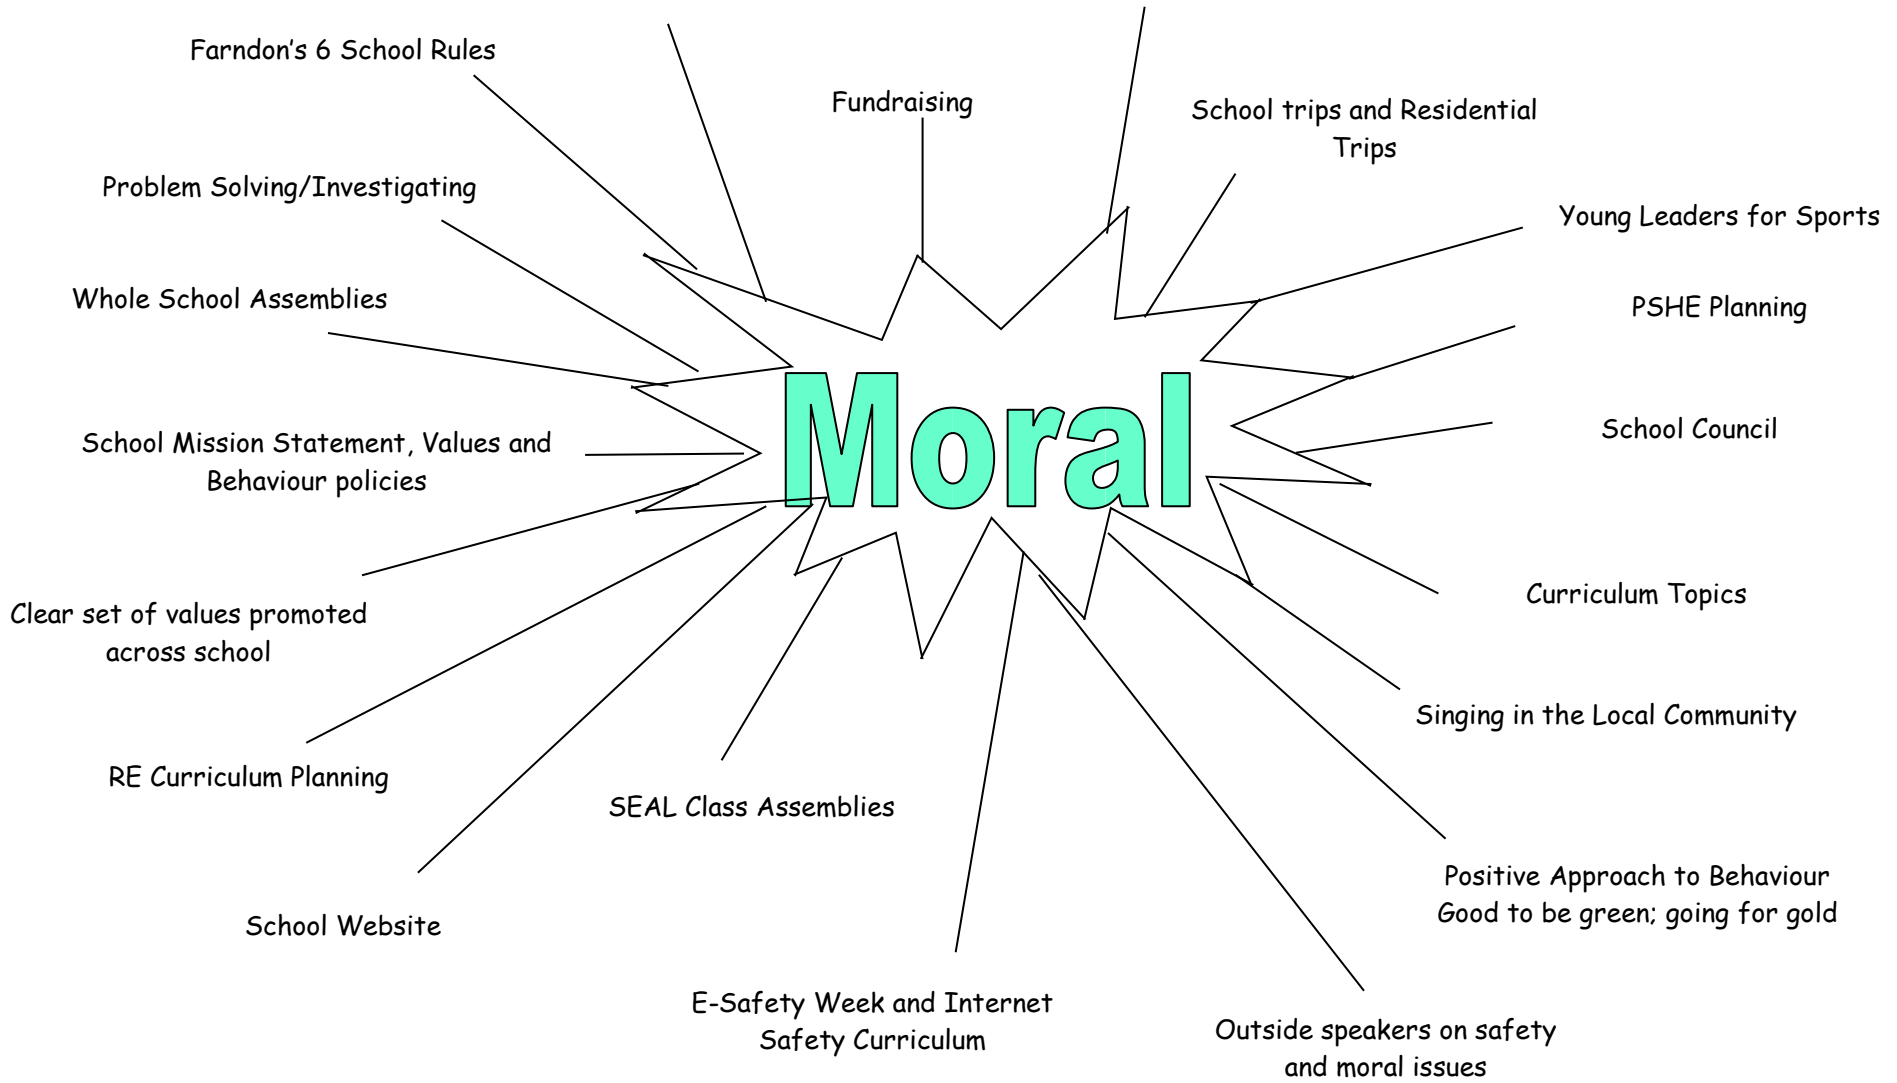 Farndon's 6 School Rules
Fundraising
School trips and Residential
Trips
Problem Solving/Investigating
Young Leaders for Sports
Whole School Assemblies
PSHE Planning
Moral
School Council
School Mission Statement, Values and
Behaviour policies
Clear set of values promoted
across school
Curriculum Topics
Singing in the Local Community
RE Curriculum Planning
SEAL Class Assemblies
Positive Approach to Behaviour
Good to be green; going for gold
School Website
E-Safety Week and Internet
Safety Curriculum
Outside speakers on safety
and moral issues